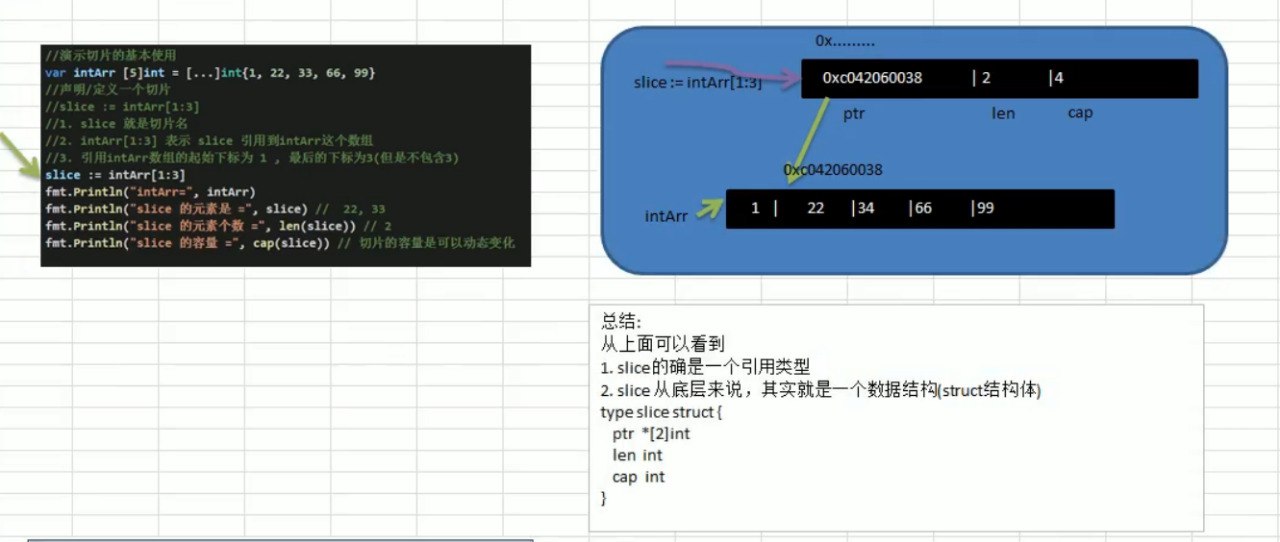 //演示切片的基本使用
var intArr [5]int = [...]int{1, 22, 33, 66, 99}
//声明/定义一个切片
//slice := intArr[1:3]
//1. slice 就是切片名
//2. intArr[1:3] 表示 slice 引用到intArr这个数组
//3. 引用intArr数组的起始下标为 1 , 最后的下标为3(但是不包含3)
slice := intArr[1:3]
fmt.Println("intArr=", intArr)
fmt.Println("slice 的元素是 =", slice) //  22, 33
fmt.Println("slice 的元素个数 =", len(slice)) // 2
fmt.Println("slice 的容量 =", cap(slice)) // 切片的容量是可以动态变化
0x.........
slice := intArr[1:3]
0xc042060038 | 2 |4
ptr len cap
0xc042060038
intArr
1 | 22 |34 |66 |99
总结:
从上面可以看到
1. slice的确是一个引用类型
2. slice 从底层来说，其实就是一个数据结构(struct结构体)
type slice struct {
ptr *[2]int
len int
cap int
}